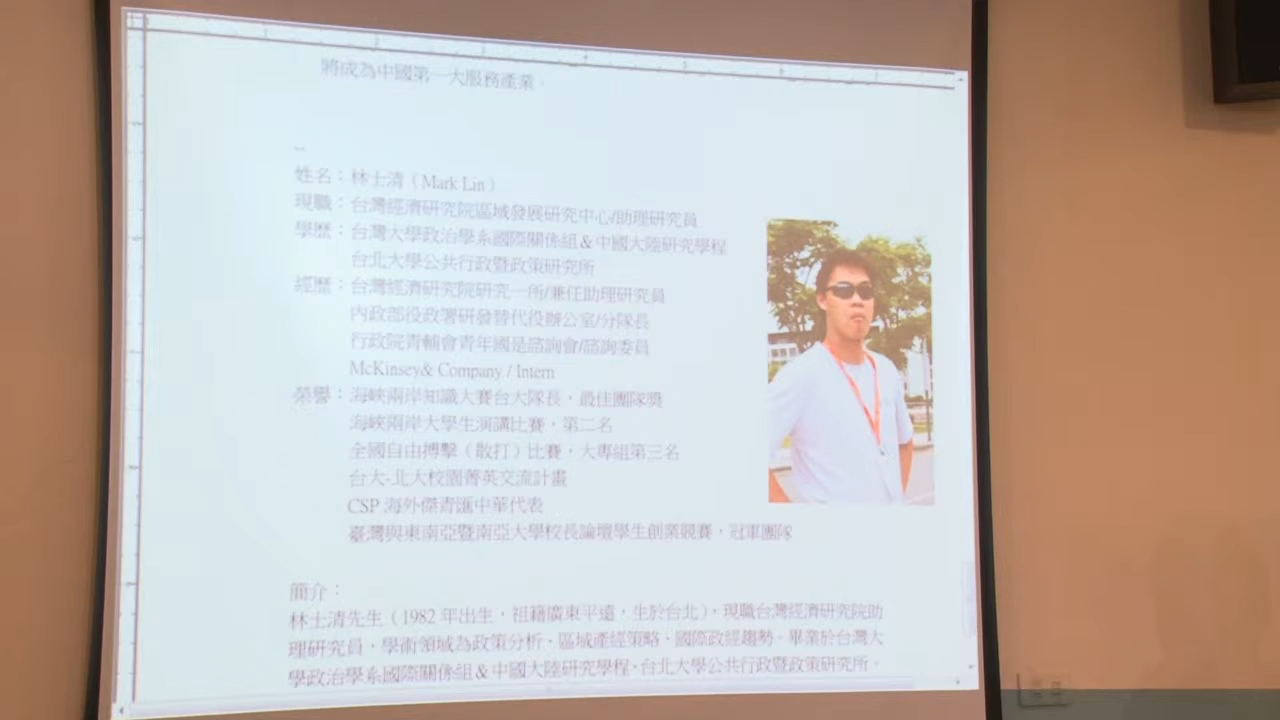 將成為中國第一大服務產業。
--
姓名：林士清（Mark Lin）
現職：台灣經濟研究院區域發展研究中心/助理研究員
學歷：台灣大學政治學系國際關係組＆中國大陸研究學程
台北大學公共行政暨政策研究所
經歷：台灣經濟研究院研究一所/兼任助理研究員
內政部役政署研發替代役辦公室/分隊長
行政院青輔會青年國是諮詢會/諮詢委員
McKinsey& Company / Intern
榮譽：海峽兩岸知識大賽台大隊長，最佳團隊獎
海峽兩岸大學生演講比賽，第二名
全國自由搏擊（散打）比賽，大專組第三名
台大-北大校園菁英交流計畫
CSP 海外傑青匯中華代表
臺灣與東南亞暨南亞大學校長論壇學生創業競賽，冠軍團隊
簡介：
林士清先生（1982 年出生，祖籍廣東平遠，生於台北），現職台灣經濟研究院助
理研究員，學術領域為政策分析、區域產經策略、國際政經趨勢。畢業於台灣大
學政治學系國際關係組＆中國大陸研究學程、台北大學公共行政暨政策研究所。